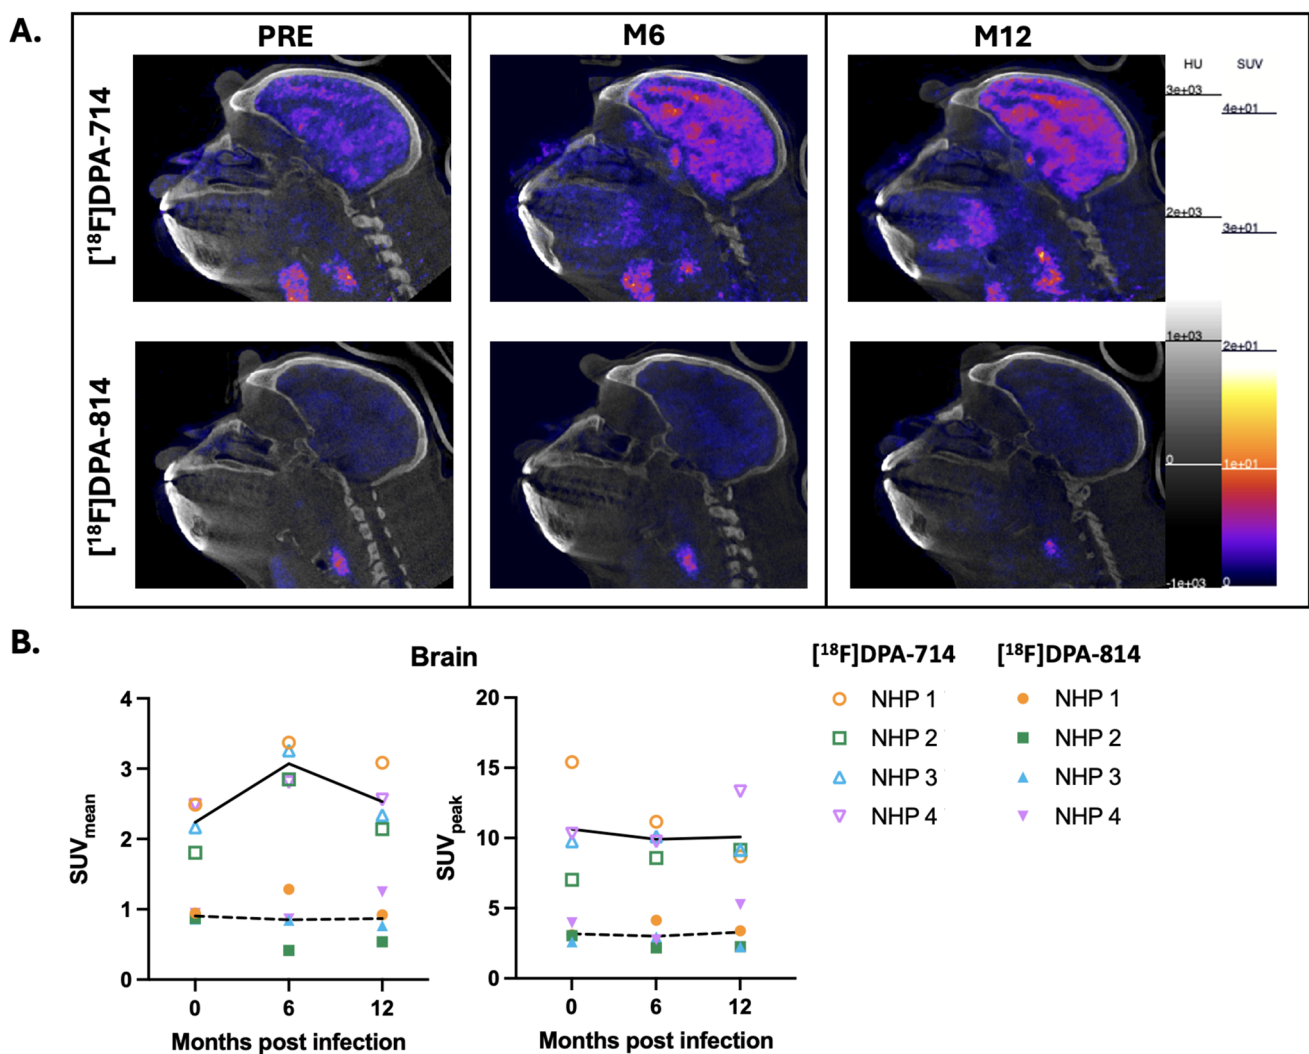 A.
PRE
M6
M12
[¹⁸F]DPA-714
[¹⁸F]DPA-814
HU
SUV
3e+03
4e+01
2e+03
3e+01
1e+03
2e+01
0
1e+01
-1e+03
0
B.
Brain
[¹⁸F]DPA-714
[¹⁸F]DPA-814
NHP 1
NHP 1
NHP 2
NHP 2
NHP 3
NHP 3
NHP 4
NHP 4
SUVmean
4
3
2
1
0
0
6
12
Months post infection
SUVpeak
20
15
10
5
0
0
6
12
Months post infection